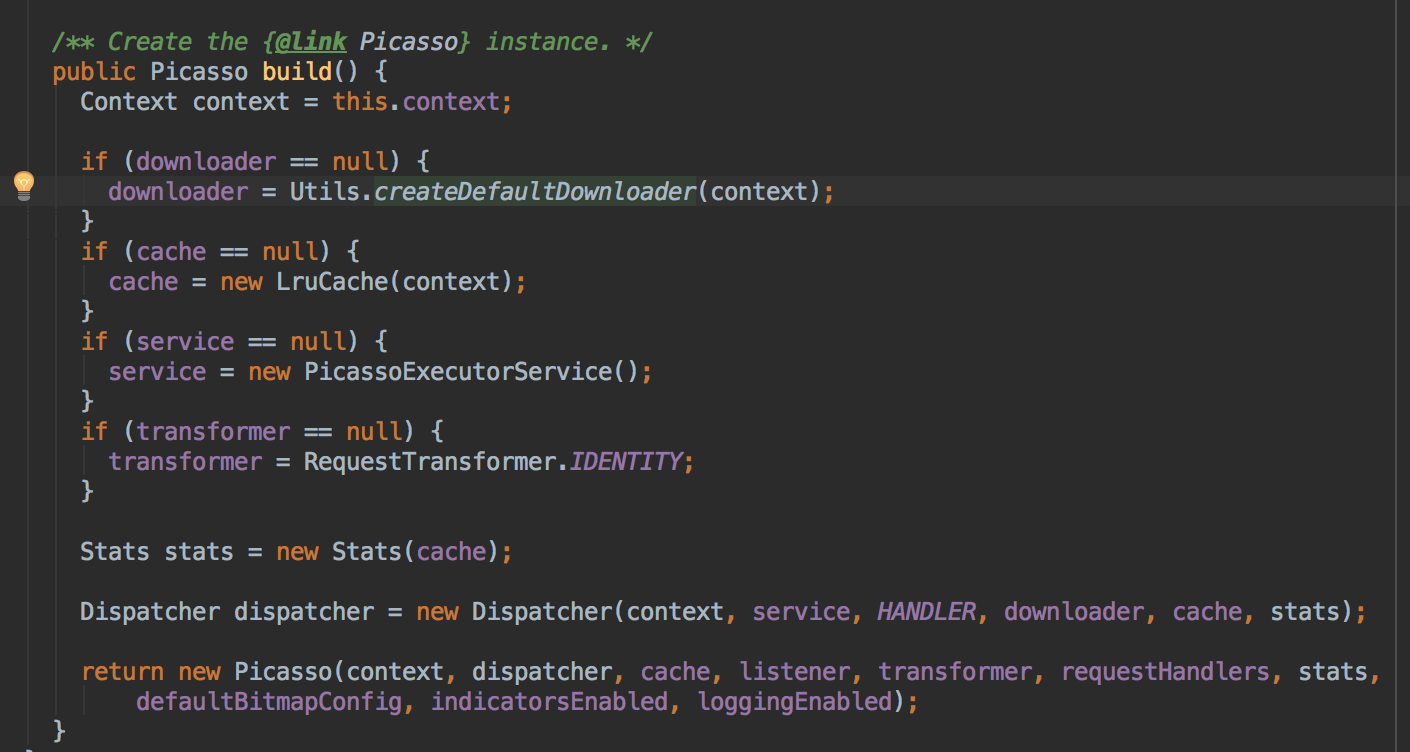 /** Create the {@link Picasso} instance. */
public Picasso build() {
Context context = this.context;
if (downloader == null) {
downloader = Utils.createDefaultDownloader(context);
}
if (cache == null) {
cache = new LruCache(context);
}
if (service == null) {
service = new PicassoExecutorService();
}
if (transformer == null) {
transformer = RequestTransformer.IDENTITY;
}
Stats stats = new Stats(cache);
Dispatcher dispatcher = new Dispatcher(context, service, HANDLER, downloader, cache, stats);
return new Picasso(context, dispatcher, cache, listener, transformer, requestHandlers, stats,
defaultBitmapConfig, indicatorsEnabled, loggingEnabled);
}